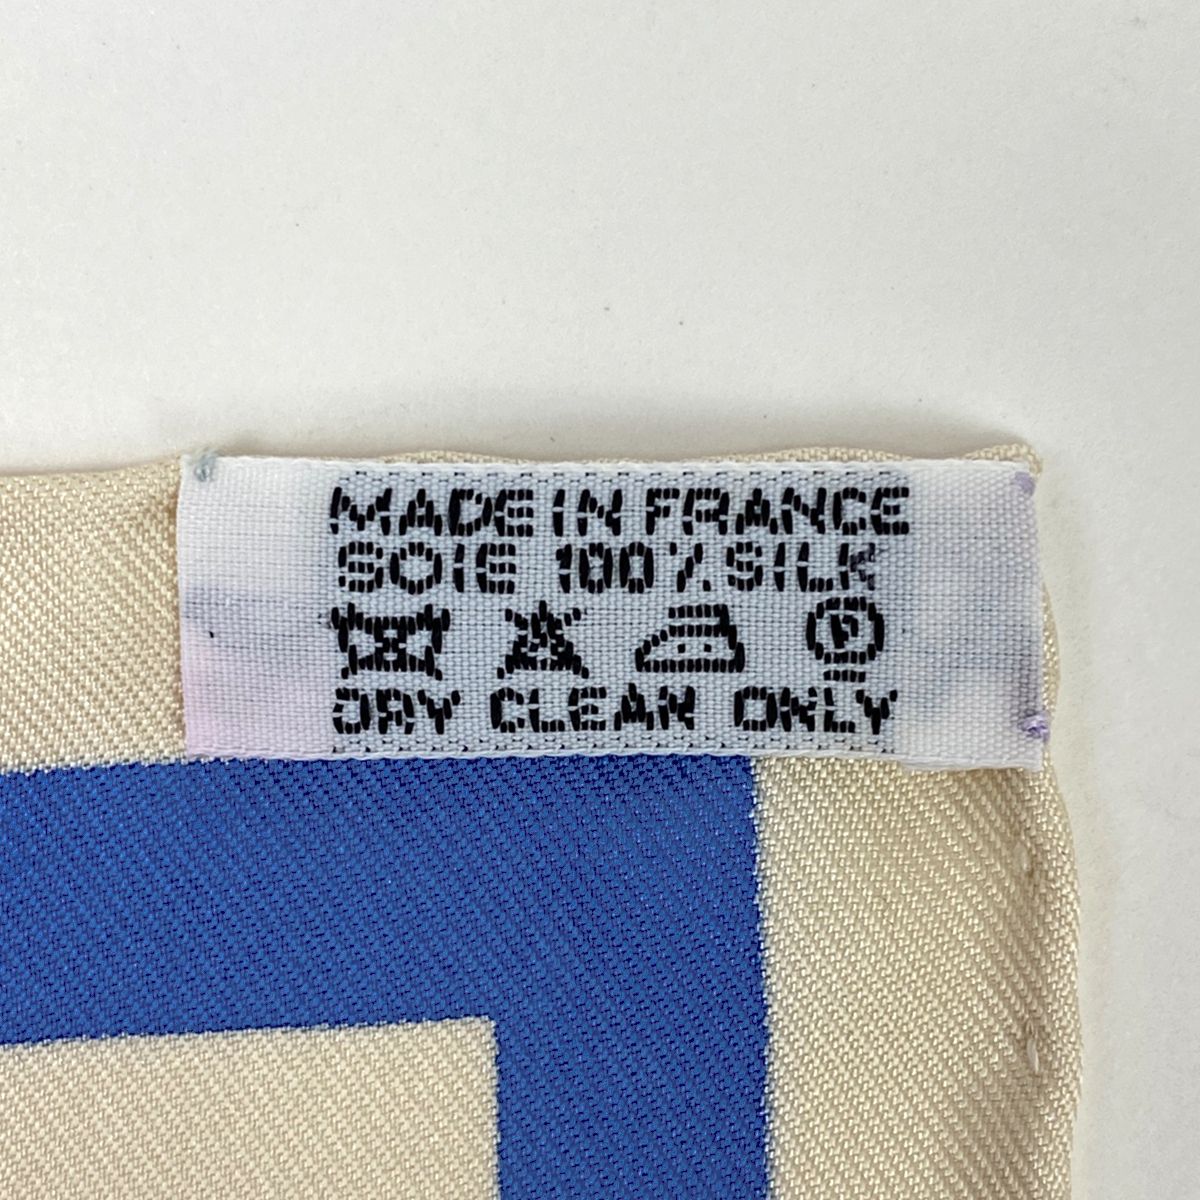 MADE IN FRANCE
SOIE 100% SILK
P
DRY CLEAN ONLY